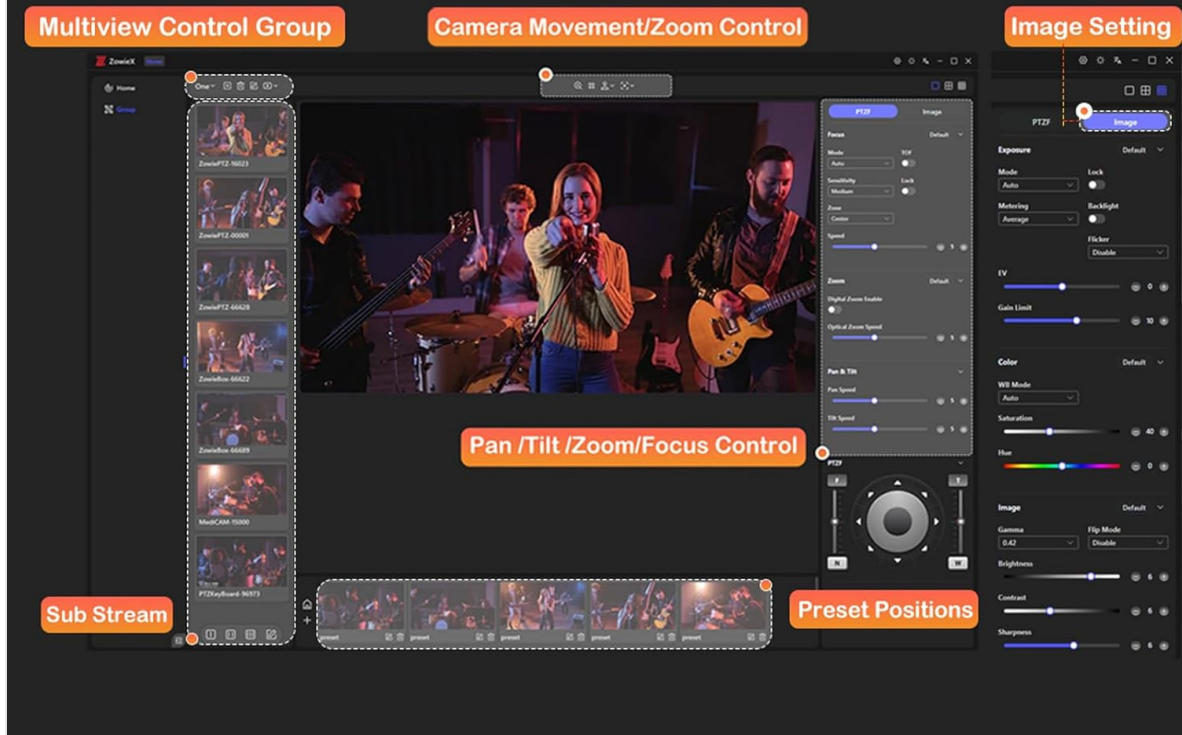 Multiview Control Group
Camera Movement/Zoom Control
Image Setting
ZowieX
Home
Home
Group
One
ZowiePTZ-16023
ZowiePTZ-00001
ZowiePTZ-66628
ZowieBox-66622
ZowieBox-66689
MediCAM-15000
PTZKeyBoard-96973
Sub Stream
PTZF Image
Focus Default
Mode TOF
Auto
Sensitivity Lock
Medium
Zone
Center
Speed
5
Zoom Default
Digital Zoom Enable
Optical Zoom Speed
5
Pan & Tilt
Pan Speed
5
Tilt Speed
5
Pan /Tilt /Zoom/Focus Control
PTZF
F T
N W
preset preset preset preset preset
Preset Positions
PTZF Image
Exposure Default
Mode Lock
Auto
Metering Backlight
Average
Flicker
Disable
EV
0
Gain Limit
10
Color Default
WB Mode
Auto
Saturation
40
Hue
0
Image Default
Gamma Flip Mode
0.42 Disable
Brightness
6
Contrast
6
Sharpness
6